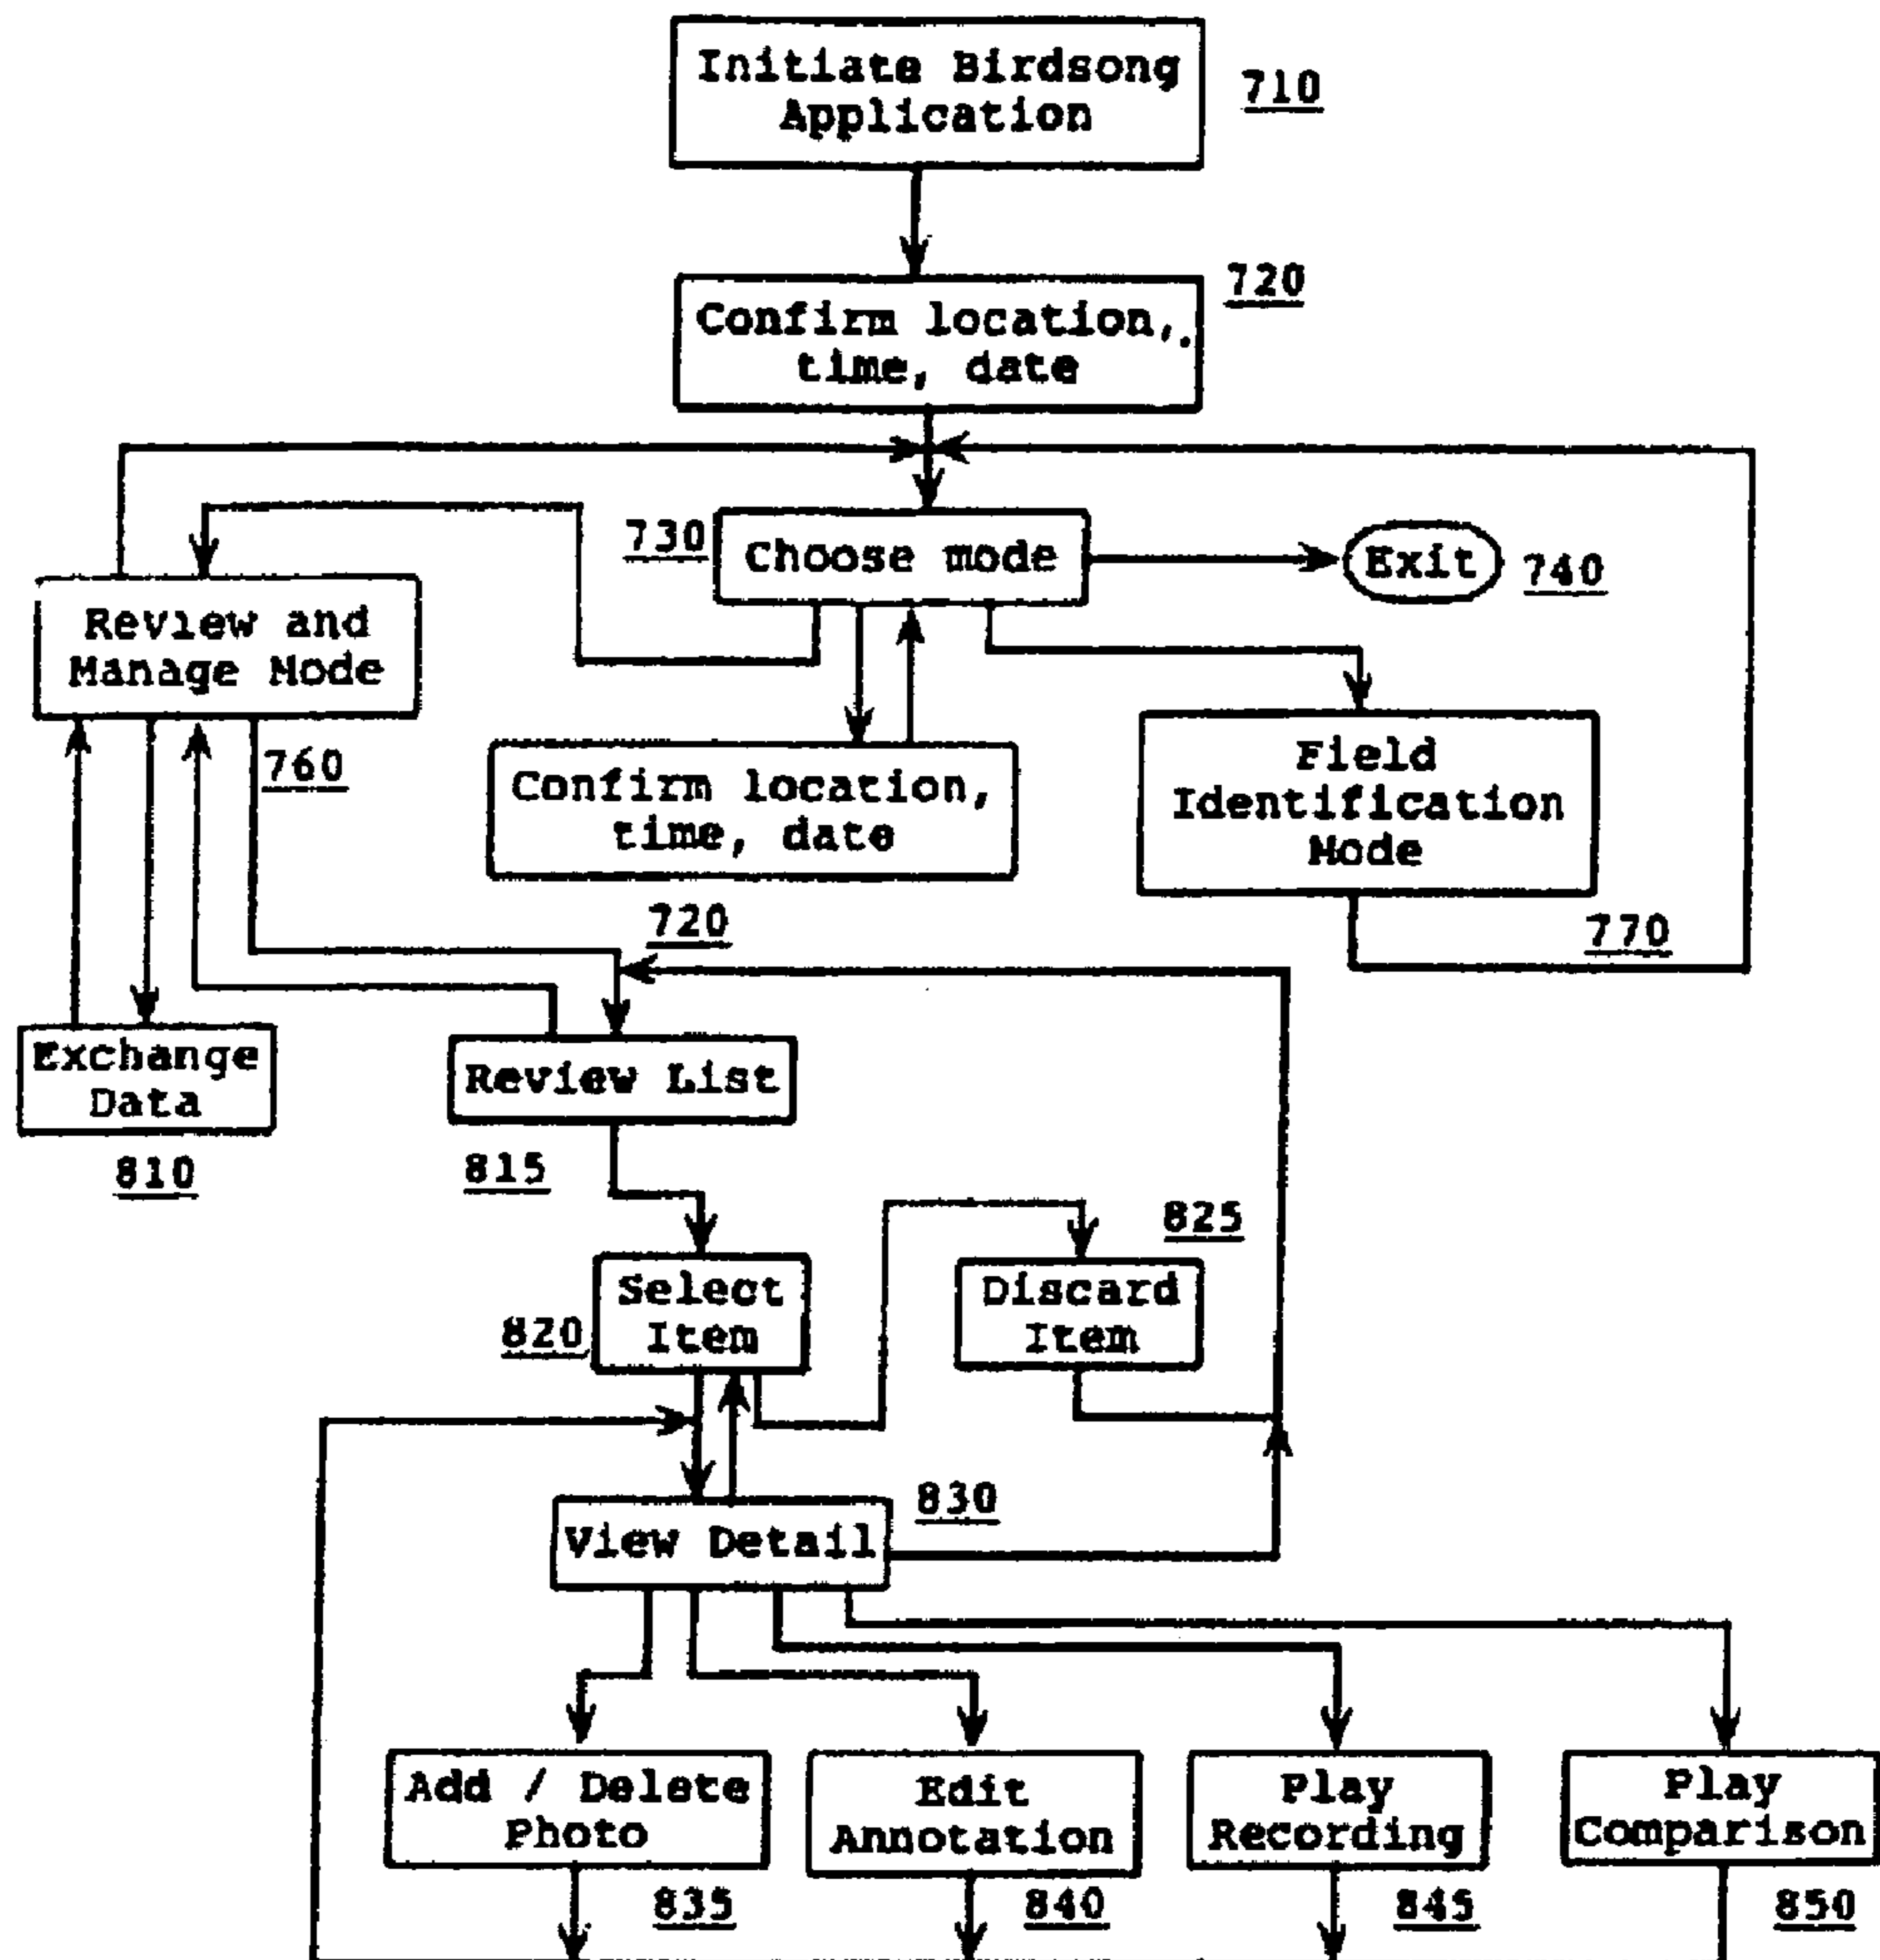 Initiate Birdsong
Application
710
720
Confirm location,
time, date
730
Choose mode
Exit
740
Review and
Manage Mode
760
Confirm location,
time, date
720
Field
Identification
Mode
770
Exchange
Data
810
Review List
815
Select
Item
820
Discard
Item
825
View Detail
830
Add / Delete
Photo
835
Edit
Annotation
840
Play
Recording
845
Play
Comparison
850